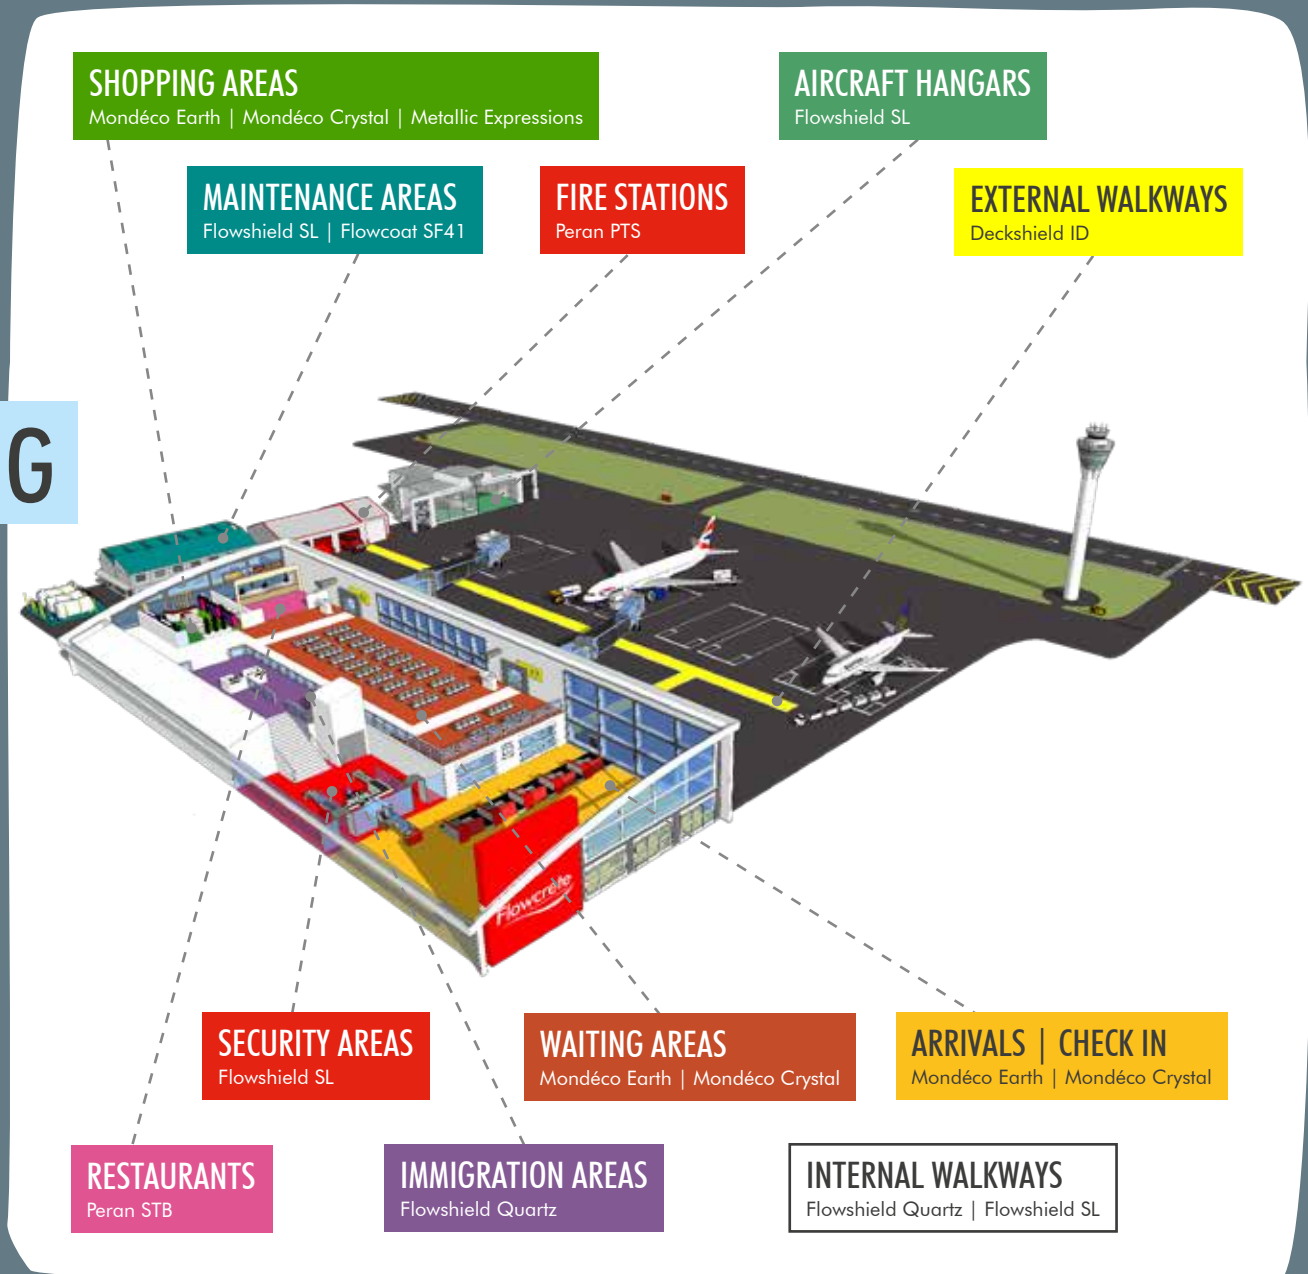 SHOPPING AREAS
Mondéco Earth | Mondéco Crystal | Metallic Expressions
AIRCRAFT HANGARS
Flowshield SL
MAINTENANCE AREAS
Flowshield SL | Flowcoat SF41
FIRE STATIONS
Peran PTS
EXTERNAL WALKWAYS
Deckshield ID
G
Flowcrete
SECURITY AREAS
Flowshield SL
WAITING AREAS
Mondéco Earth | Mondéco Crystal
ARRIVALS | CHECK IN
Mondéco Earth | Mondéco Crystal
RESTAURANTS
Peran STB
IMMIGRATION AREAS
Flowshield Quartz
INTERNAL WALKWAYS
Flowshield Quartz | Flowshield SL